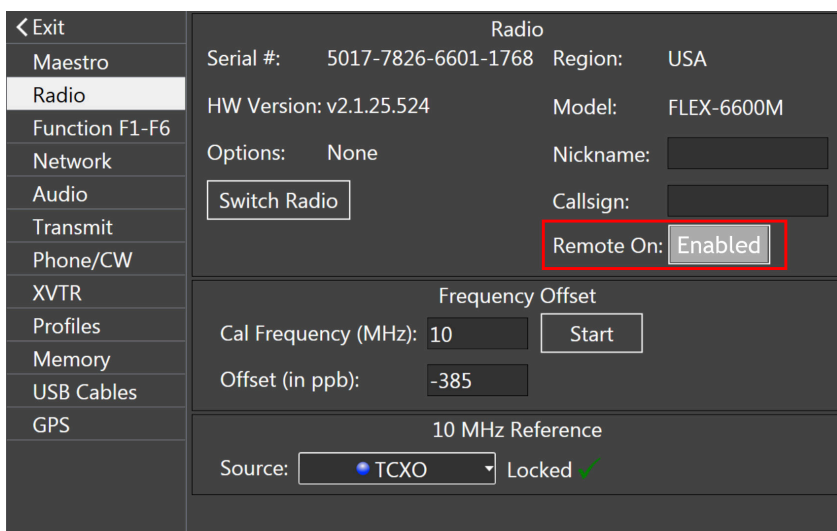 Exit
Maestro
Radio
Function F1-F6
Network
Audio
Transmit
Phone/CW
XVTR
Profiles
Memory
USB Cables
GPS
Radio
Serial #: 5017-7826-6601-1768 Region: USA
HW Version: v2.1.25.524 Model: FLEX-6600M
Options: None Nickname:
Switch Radio Callsign:
Remote On: Enabled
Frequency Offset
Cal Frequency (MHz): 10 Start
Offset (in ppb): -385
10 MHz Reference
Source: TCXO Locked